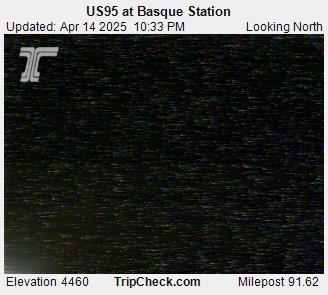 US95 at Basque Station
Updated: Apr 14 2025 10:33 PM Looking North
Elevation 4460 TripCheck.com Milepost 91.62